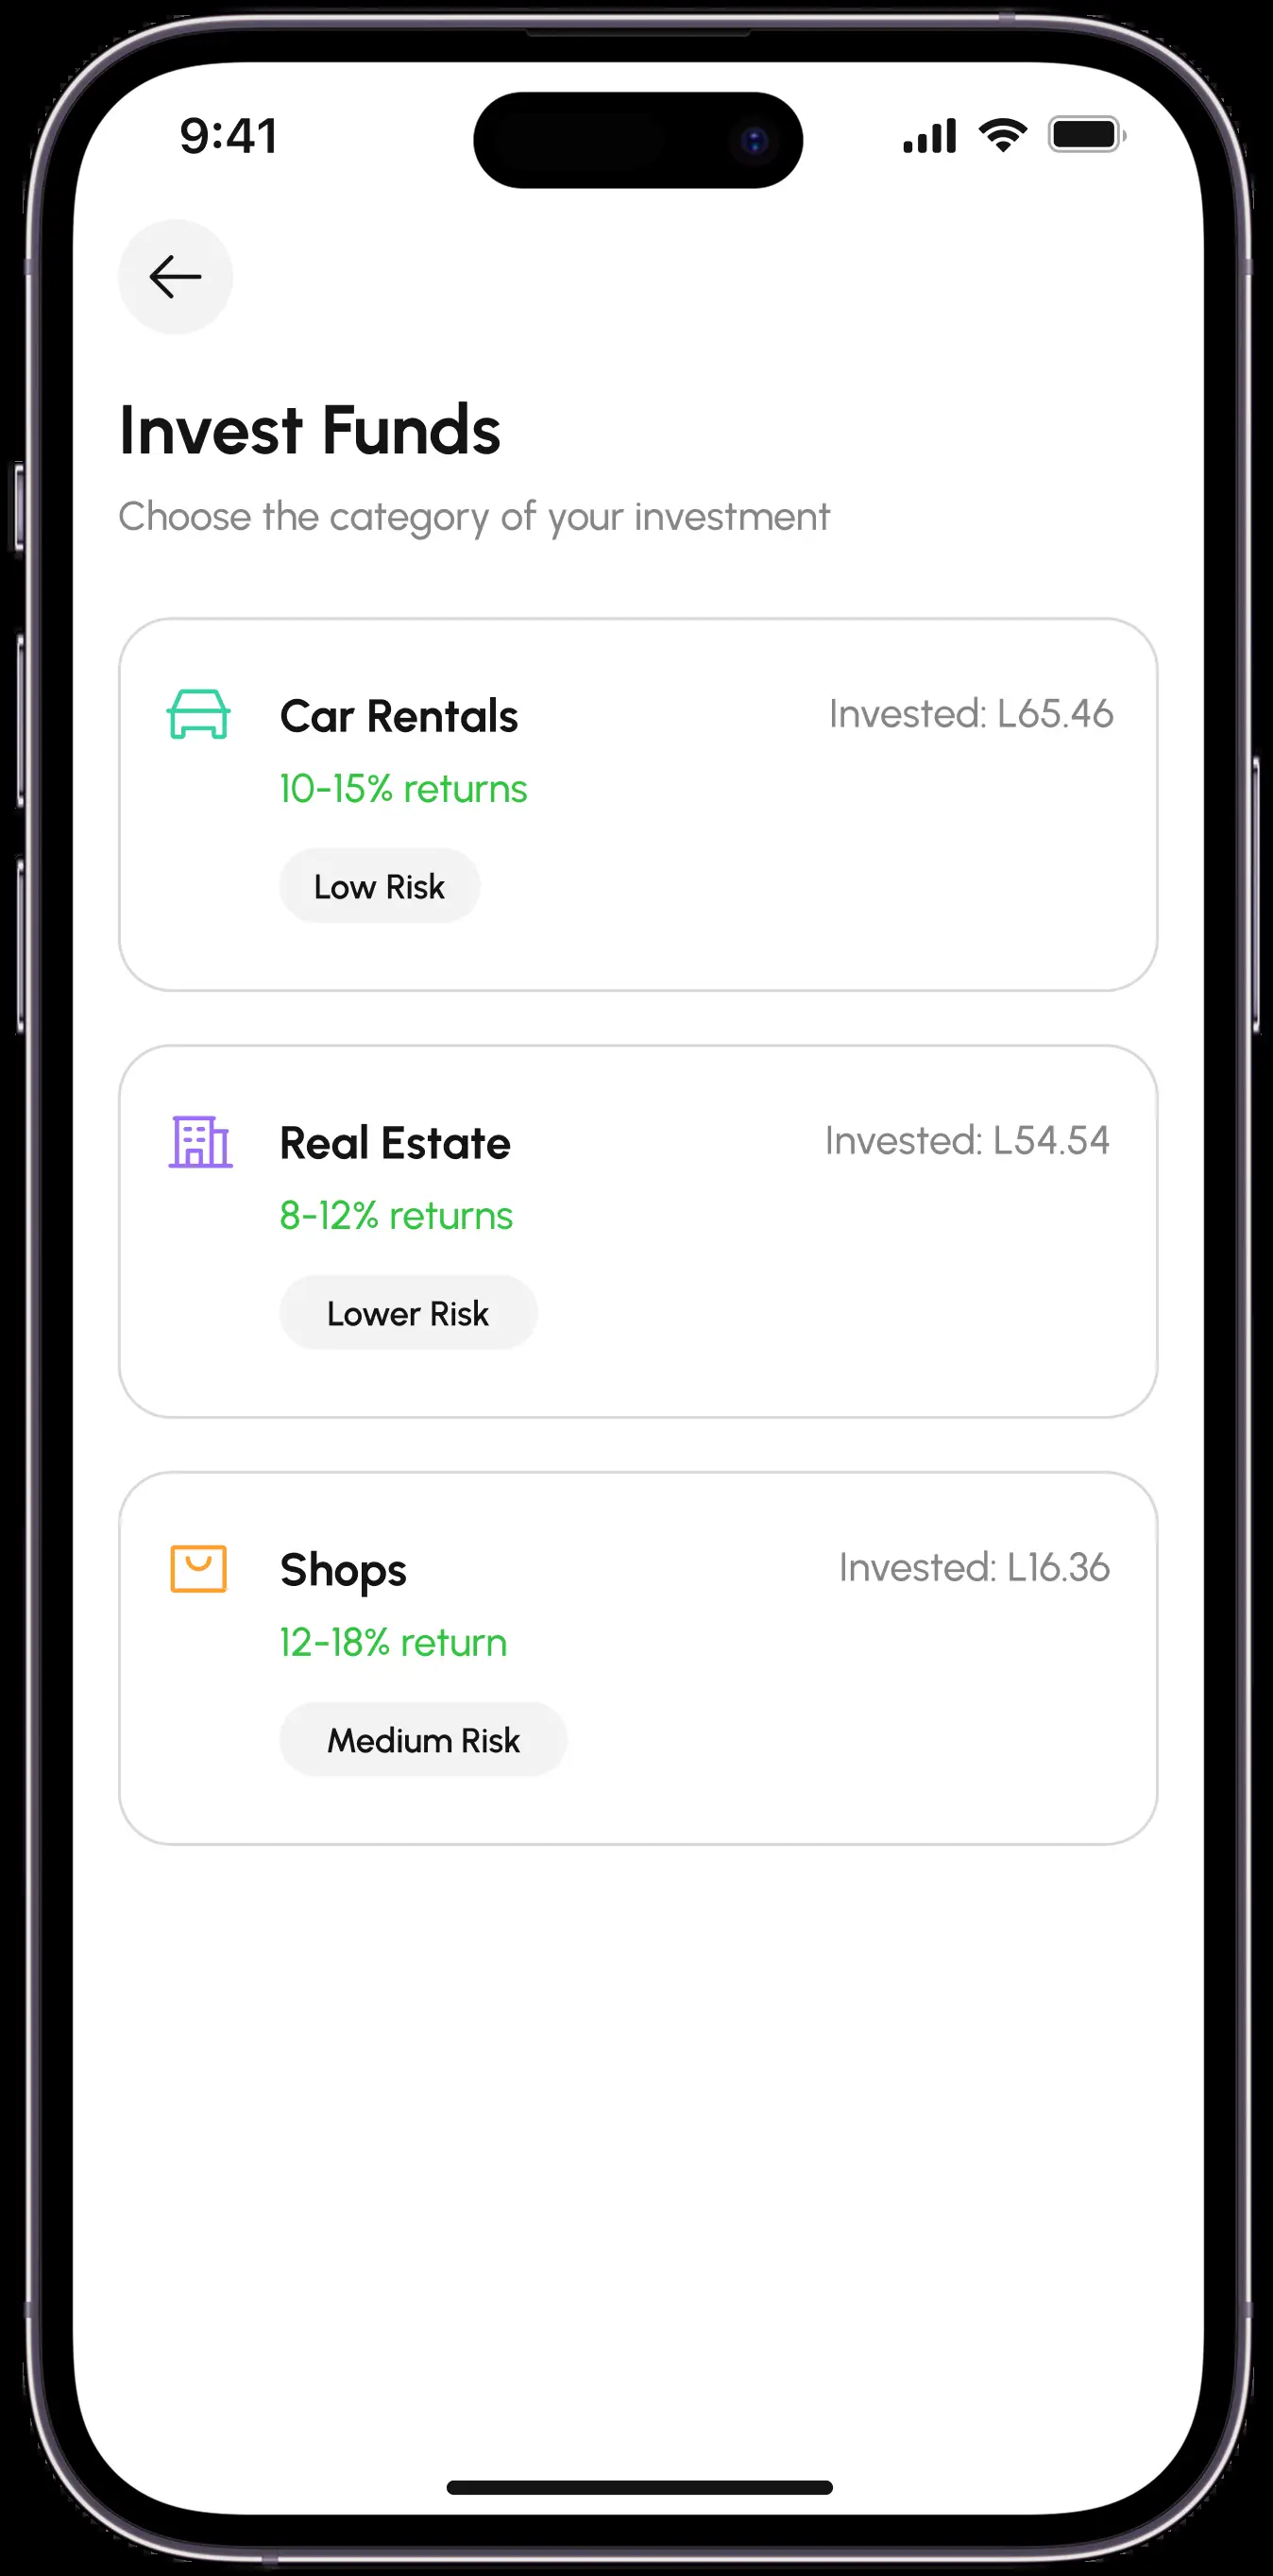 9:41
Invest Funds
Choose the category of your investment
Car Rentals
Invested: L65.46
10-15% returns
Low Risk
Real Estate
Invested: L54.54
8-12% returns
Lower Risk
Shops
Invested: L16.36
12-18% return
Medium Risk